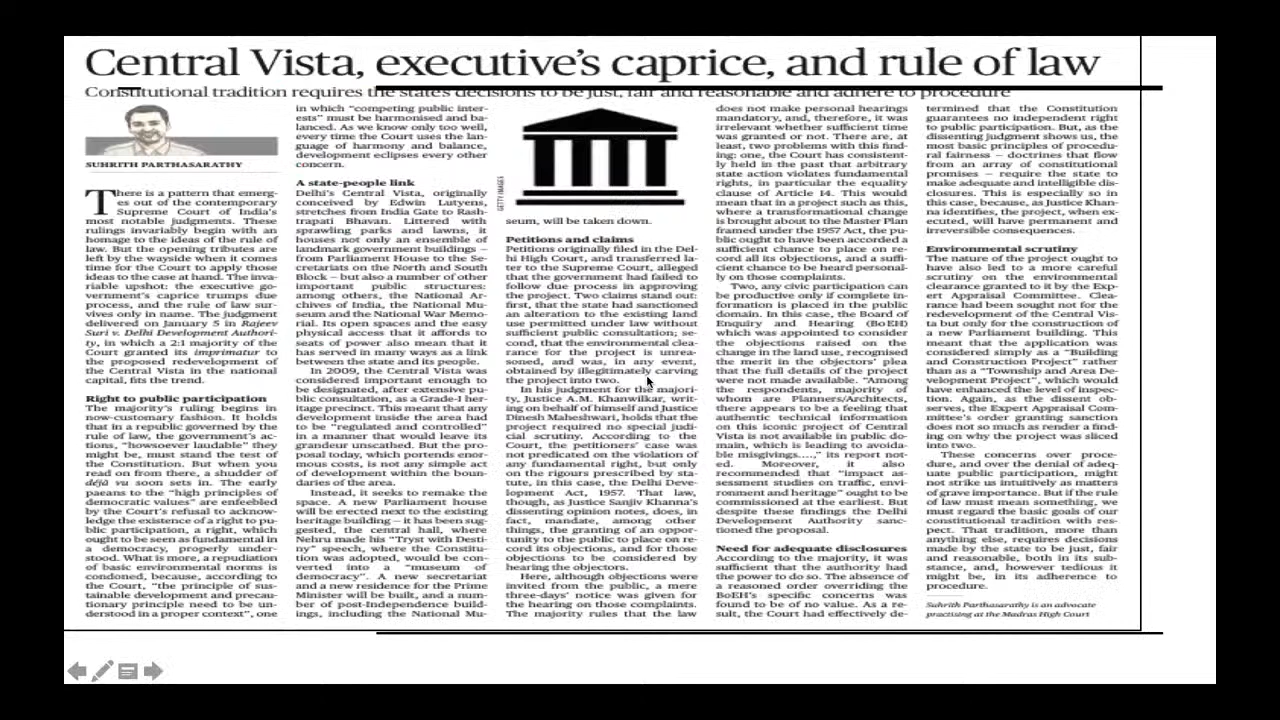 Central Vista, executive's caprice, and rule of law
Constitutional tradition requires the state's decisions to be just, fair and reasonable and adhere to procedure
SUHRITH PARTHASARATHY
There is a pattern that emerg-
es out of the contemporary
Supreme Court of India's
most notable judgments. These
rulings invariably begin with an
homage to the ideas of the rule of
law. But the opening tributes are
left by the wayside when it comes
time for the Court to apply those
ideas to the case at hand. The inva-
riable upshot: the executive go-
vernment's caprice trumps due
process, and the rule of law sur-
vives only in name. The judgment
delivered on January 5 in Rajeev
Suri v. Delhi Development Authori-
ty, in which a 2:1 majority of the
Court granted its imprimatur to
the proposed redevelopment of
the Central Vista in the national
capital, fits the trend.
Right to public participation
The majority's ruling begins in
now-customary fashion. It holds
that in a republic governed by the
rule of law, the government's ac-
tions, "howsoever laudable" they
might be, must stand the test of
the Constitution. But when you
read on from there, a shudder of
déjà vu soon sets in. The early
paeans to the "high principles of
democratic values" are enfeebled
by the Court's refusal to acknow-
ledge the existence of a right to pu-
blic participation, a right, which
ought to be seen as fundamental in
a democracy, properly under-
stood. What is more, a repudiation
of basic environmental norms is
condoned, because, according to
the Court, "the principle of sus-
tainable development and precau-
tionary principle need to be un-
derstood in a proper context", one
in which "competing public inter-
ests" must be harmonised and ba-
lanced. As we know only too well,
every time the Court uses the lan-
guage of harmony and balance,
development eclipses every other
concern.
A state-people link
Delhi's Central Vista, originally
conceived by Edwin Lutyens,
stretches from India Gate to Rash-
trapati Bhavan. Littered with
sprawling parks and lawns, it
houses not only an ensemble of
landmark government buildings –
from Parliament House to the Se-
cretariats on the North and South
Block – but also a number of other
important public structures:
among others, the National Ar-
chives of India, the National Mu-
seum and the National War Memo-
rial. Its open spaces and the easy
physical access that it affords to
seats of power also mean that it
has served in many ways as a link
between the state and its people.
In 2009, the Central Vista was
considered important enough to
be designated, after extensive pu-
blic consultation, as a Grade-I her-
itage precinct. This meant that any
development inside the area had
to be "regulated and controlled"
in a manner that would leave its
grandeur unscathed. But the pro-
posal today, which portends enor-
mous costs, is not any simple act
of development within the boun-
daries of the area.
Instead, it seeks to remake the
space. A new Parliament house
will be erected next to the existing
heritage building – it has been sug-
gested, the central hall, where
Nehru made his "Tryst with Desti-
ny" speech, where the Constitu-
tion was adopted, would be con-
verted into a "museum of
democracy". A new secretariat
and a new residence for the Prime
Minister will be built, and a num-
ber of post-Independence build-
ings, including the National Mu-
GETTY IMAGES
seum, will be taken down.
Petitions and claims
Petitions originally filed in the Del-
hi High Court, and transferred la-
ter to the Supreme Court, alleged
that the government had failed to
follow due process in approving
the project. Two claims stand out:
first, that the state had sanctioned
an alteration to the existing land
use permitted under law without
sufficient public consultation; se-
cond, that the environmental clea-
rance for the project is unrea-
soned, and was, in any event,
obtained by illegitimately carving
the project into two.
In his judgment for the majori-
ty, Justice A.M. Khanwilkar, writ-
ing on behalf of himself and Justice
Dinesh Maheshwari, holds that the
project required no special judi-
cial scrutiny. According to the
Court, the petitioners' case was
not predicated on the violation of
any fundamental right, but only
on the rigours prescribed by sta-
tute, in this case, the Delhi Deve-
lopment Act, 1957. That law,
though, as Justice Sanjiv Khanna's
dissenting opinion notes, does, in
fact, mandate, among other
things, the granting of an oppor-
tunity to the public to place on re-
cord its objections, and for those
objections to be considered by
hearing the objectors.
Here, although objections were
invited from the public, a mere
three-days' notice was given for
the hearing on those complaints.
The majority rules that the law
does not make personal hearings
mandatory, and, therefore, it was
irrelevant whether sufficient time
was granted or not. There are, at
least, two problems with this find-
ing: one, the Court has consistent-
ly held in the past that arbitrary
state action violates fundamental
rights, in particular the equality
clause of Article 14. This would
mean that in a project such as this,
where a transformational change
is brought about to the Master Plan
framed under the 1957 Act, the pu-
blic ought to have been accorded a
sufficient chance to place on re-
cord all its objections, and a suffi-
cient chance to be heard personal-
ly on those complaints.
Two, any civic participation can
be productive only if complete in-
formation is placed in the public
domain. In this case, the Board of
Enquiry and Hearing (BoEH)
which was appointed to consider
the objections raised on the
change in the land use, recognised
the merit in the objectors' plea
that the full details of the project
were not made available. "Among
the respondents, majority of
whom are Planners/Architects,
there appears to be a feeling that
authentic technical information
on this iconic project of Central
Vista is not available in public do-
main, which is leading to avoida-
ble misgivings....," its report not-
ed. Moreover, it also
recommended that "impact as-
sessment studies on traffic, envi-
ronment and heritage" ought to be
commissioned at the earliest. But
despite these findings the Delhi
Development Authority sanc-
tioned the proposal.
Need for adequate disclosures
According to the majority, it was
sufficient that the authority had
the power to do so. The absence of
a reasoned order overriding the
BoEH's specific concerns was
found to be of no value. As a re-
sult, the Court had effectively de-
termined that the Constitution
guarantees no independent right
to public participation. But, as the
dissenting judgment shows us, the
most basic principles of procedu-
ral fairness – doctrines that flow
from an array of constitutional
promises – require the state to
make adequate and intelligible dis-
closures. This is especially so in
this case, because, as Justice Khan-
na identifies, the project, when ex-
ecuted, will have permanent and
irreversible consequences.
Environmental scrutiny
The nature of the project ought to
have also led to a more careful
scrutiny on the environmental
clearance granted to it by the Exp-
ert Appraisal Committee. Clea-
rance had been sought not for the
redevelopment of the Central Vis-
ta but only for the construction of
a new Parliament building. This
meant that the application was
considered simply as a "Building
and Construction Project" rather
than as a "Township and Area De-
velopment Project", which would
have enhanced the level of inspec-
tion. Again, as the dissent ob-
serves, the Expert Appraisal Com-
mittee's order granting sanction
does not so much as render a find-
ing on why the project was sliced
into two.
These concerns over proce-
dure, and over the denial of adeq-
uate public participation, might
not strike us intuitively as matters
of grave importance. But if the rule
of law must mean something, we
must regard the basic goals of our
constitutional tradition with res-
pect. That tradition, more than
anything else, requires decisions
made by the state to be just, fair
and reasonable, both in its sub-
stance, and, however tedious it
might be, in its adherence to
procedure.
Suhrith Parthasarathy is an advocate
practising at the Madras High Court